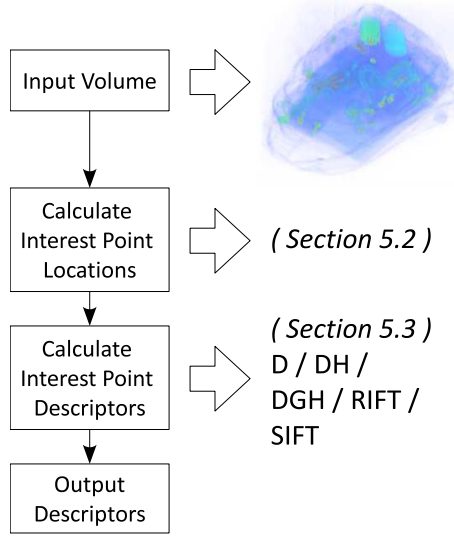 Input Volume
Calculate
Interest Point
Locations
( Section 5.2 )
Calculate
Interest Point
Descriptors
( Section 5.3 )
D / DH /
DGH / RIFT /
SIFT
Output
Descriptors